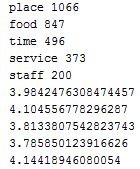 place 1066
food 847
time 496
service 373
staff 200
3.9842476308474457
4.104556778296287
3.8133807542823743
3.785850123916626
4.14418946080054